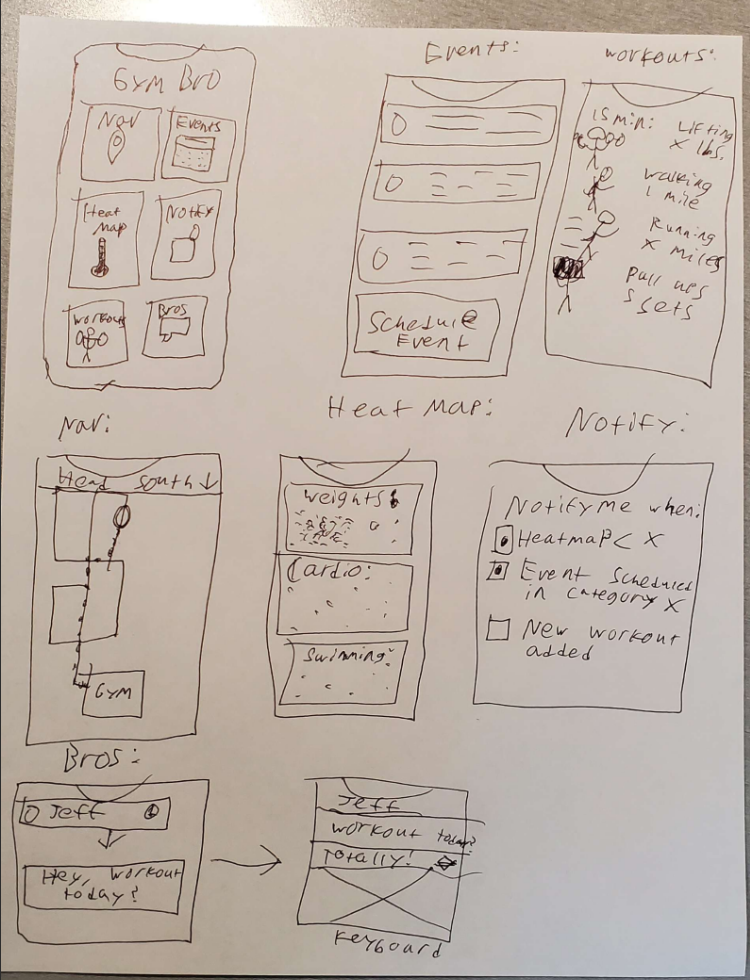 Gym Bro
Nav
Events
Heat
Map
Notify
Workouts
Bros
Events:
Schedule
Event
Workouts:
15 min: Lifting
X lbs.
Walking
1 mile
Running
X miles
Pull ups
5 sets
Nav:
Head south ↓
Gym
Heat Map:
Weights:
Cardio:
Swimming:
Notify:
Notify me when:
Heatmap < X
Event Scheduled
in category X
New workout
added
Bros:
Jeff
Hey, workout
today?
Jeff
Workout today?
Totally!
Keyboard